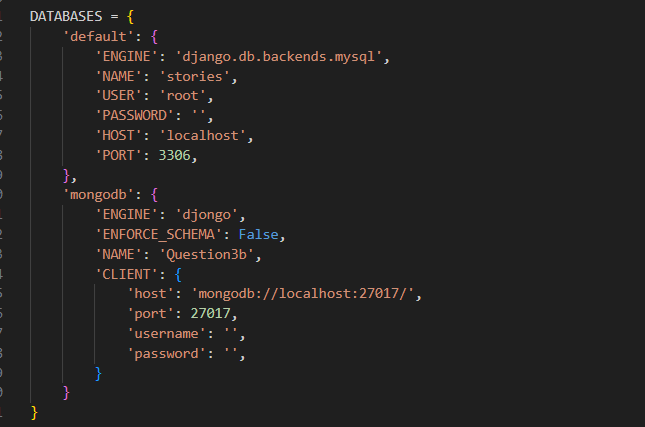 DATABASES = {
'default': {
'ENGINE': 'django.db.backends.mysql',
'NAME': 'stories',
'USER': 'root',
'PASSWORD': '',
'HOST': 'localhost',
'PORT': 3306,
},
'mongodb': {
'ENGINE': 'djongo',
'ENFORCE_SCHEMA': False,
'NAME': 'Question3b',
'CLIENT': {
'host': 'mongodb://localhost:27017/',
'port': 27017,
'username': '',
'password': '',
}
}
}